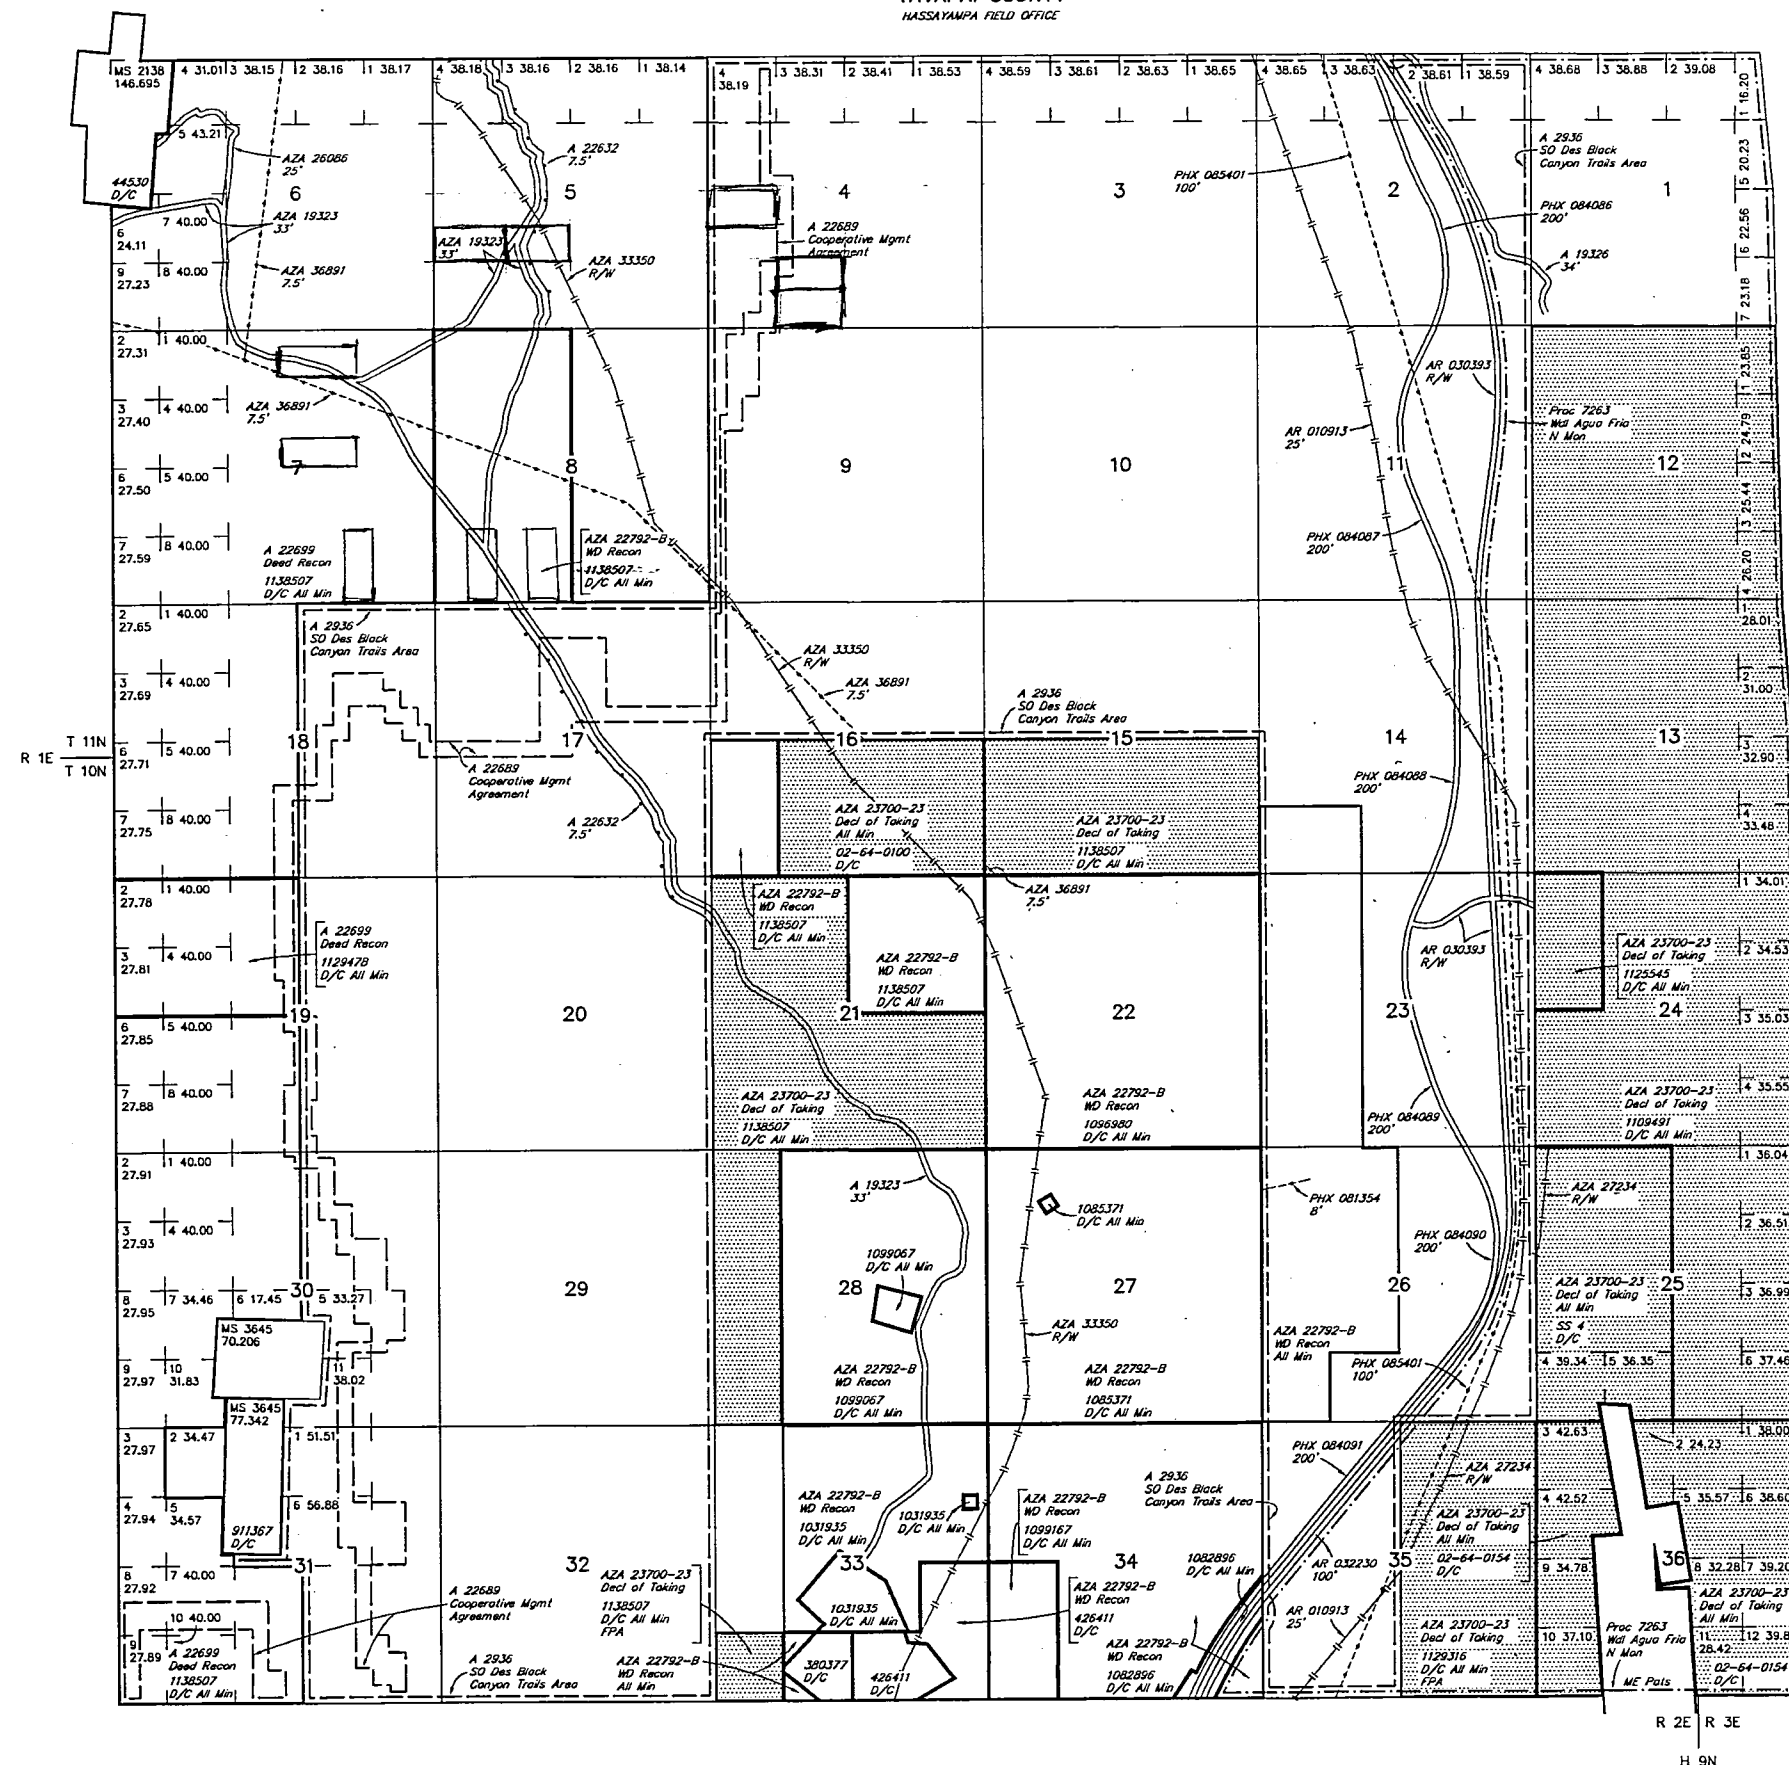 HASSAYAMPA FIELD OFFICE
MS 2138
146.695
4 31.01
3 38.15
2 38.16
1 38.17
4 38.18
3 38.16
2 38.16
1 38.14
4
38.19
3 38.31
2 38.41
1 38.53
4 38.59
3 38.61
2 38.63
1 38.65
4 38.65
3 38.63
2 38.61
1 38.59
4 38.68
3 38.88
2 39.08
1 16.20
5 43.21
AZA 26086
25'
A 22632
7.5'
PHX 085401
100'
A 2936
SO Des Black
Canyon Trails Area
5 20.23
44530
D/C
6
5
4
3
2
1
7 40.00
AZA 19323
33'
PHX 084086
200'
6
24.11
AZA 19323
33'
A 22689
Cooperative Mgmt
Agreement
6 22.56
A 19326
34'
9
27.23
8 40.00
AZA 36891
7.5'
AZA 33350
R/W
7 23.18
2
27.31
1 40.00
1 23.85
AR 030393
R/W
3
27.40
4 40.00
AZA 36891
7.5'
AR 010913
25'
Proc 7263
Wdl Agua Fria
N Mon
2 24.79
7
8
9
10
11
12
6
27.50
5 40.00
3 25.44
7
27.59
8 40.00
A 22699
Deed Recon
1138507
D/C All Min
AZA 22792-B
WD Recon
1138507
D/C All Min
PHX 084087
200'
4 26.20
2
27.65
1 40.00
A 2936
SO Des Black
Canyon Trails Area
1
28.01
3
27.69
4 40.00
AZA 33350
R/W
AZA 36891
7.5'
2
31.00
A 2936
SO Des Black
Canyon Trails Area
R 1E
T 11N
T 10N
6
27.71
5 40.00
18
17
16
15
14
13
3
32.90
A 22689
Cooperative Mgmt
Agreement
PHX 084088
200'
7
27.75
8 40.00
A 22632
7.5'
AZA 23700-23
Decl of Taking
All Min
02-64-0100
D/C
AZA 23700-23
Decl of Taking
1138507
D/C All Min
4
33.48
2
27.78
1 40.00
AZA 22792-B
WD Recon
1138507
D/C All Min
AZA 36891
7.5'
1 34.01
3
27.81
4 40.00
A 22699
Deed Recon
1129478
D/C All Min
AZA 22792-B
WD Recon
1138507
D/C All Min
AR 030393
R/W
AZA 23700-23
Decl of Taking
1125545
D/C All Min
2 34.53
19
20
21
22
23
24
6
27.85
5 40.00
3 35.03
7
27.88
8 40.00
AZA 23700-23
Decl of Taking
1138507
D/C All Min
AZA 22792-B
WD Recon
1096980
D/C All Min
PHX 084089
200'
AZA 23700-23
Decl of Taking
1109491
D/C All Min
4 35.55
2
27.91
1 40.00
1 36.04
A 19323
33'
1085371
D/C All Min
PHX 081354
8'
AZA 27234
R/W
3
27.93
4 40.00
PHX 084090
200'
2 36.51
1099067
D/C All Min
30
29
28
27
26
25
8
27.95
7 34.46
6 17.45
5 33.27
AZA 23700-23
Decl of Taking
All Min
SS 4
D/C
3 36.99
MS 3645
70.206
AZA 33350
R/W
AZA 22792-B
WD Recon
All Min
9
27.97
10
31.83
11
38.02
AZA 22792-B
WD Recon
1099067
D/C All Min
AZA 22792-B
WD Recon
1085371
D/C All Min
PHX 085401
100'
4 39.34
5 36.35
6 37.46
MS 3645
77.342
3
27.97
2 34.47
1 51.51
PHX 084091
200'
3 42.63
2 24.23
1 38.00
AZA 27234
R/W
4
27.94
5
34.57
6 56.88
AZA 22792-B
WD Recon
1031935
D/C All Min
1031935
D/C All Min
AZA 22792-B
WD Recon
1099167
D/C All Min
A 2936
SO Des Black
Canyon Trails Area
AZA 23700-23
Decl of Taking
All Min
02-64-0154
D/C
4 42.52
5 35.57
6 38.60
911367
D/C
31
32
33
34
35
36
8
27.92
7 40.00
AZA 23700-23
Decl of Taking
1138507
D/C All Min
FPA
1082896
D/C All Min
AR 032230
100'
9 34.78
8 32.28
7 39.20
A 22689
Cooperative Mgmt
Agreement
1031935
D/C All Min
AZA 22792-B
WD Recon
426411
D/C
AR 010913
25'
AZA 23700-23
Decl of Taking
All Min
10 40.00
9
27.89
A 22699
Deed Recon
1138507
D/C All Min
A 2936
SO Des Black
Canyon Trails Area
AZA 22792-B
WD Recon
All Min
380377
D/C
426411
D/C
AZA 22792-B
WD Recon
1082896
D/C All Min
AZA 23700-23
Decl of Taking
1129316
D/C All Min
FPA
10 37.10
Proc 7263
Wdl Agua Fria
N Mon
ME Pats
11
28.42
02-64-0154
D/C
R 2E
R 3E